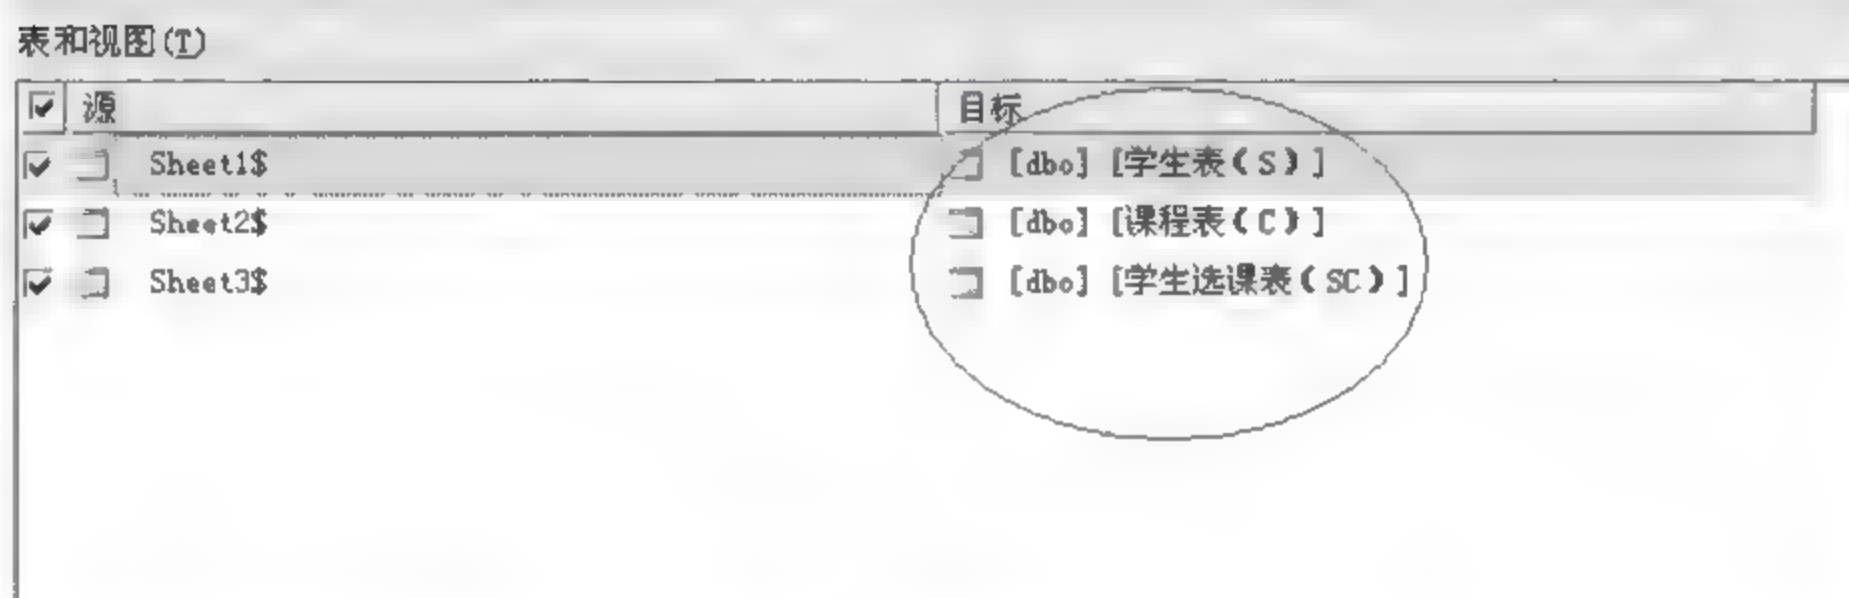 表和视图(T)
源 目标
Sheet1$ [dbo] [学生表(S)]
Sheet2$ [dbo] [课程表(C)]
Sheet3$ [dbo] [学生选课表(SC)]